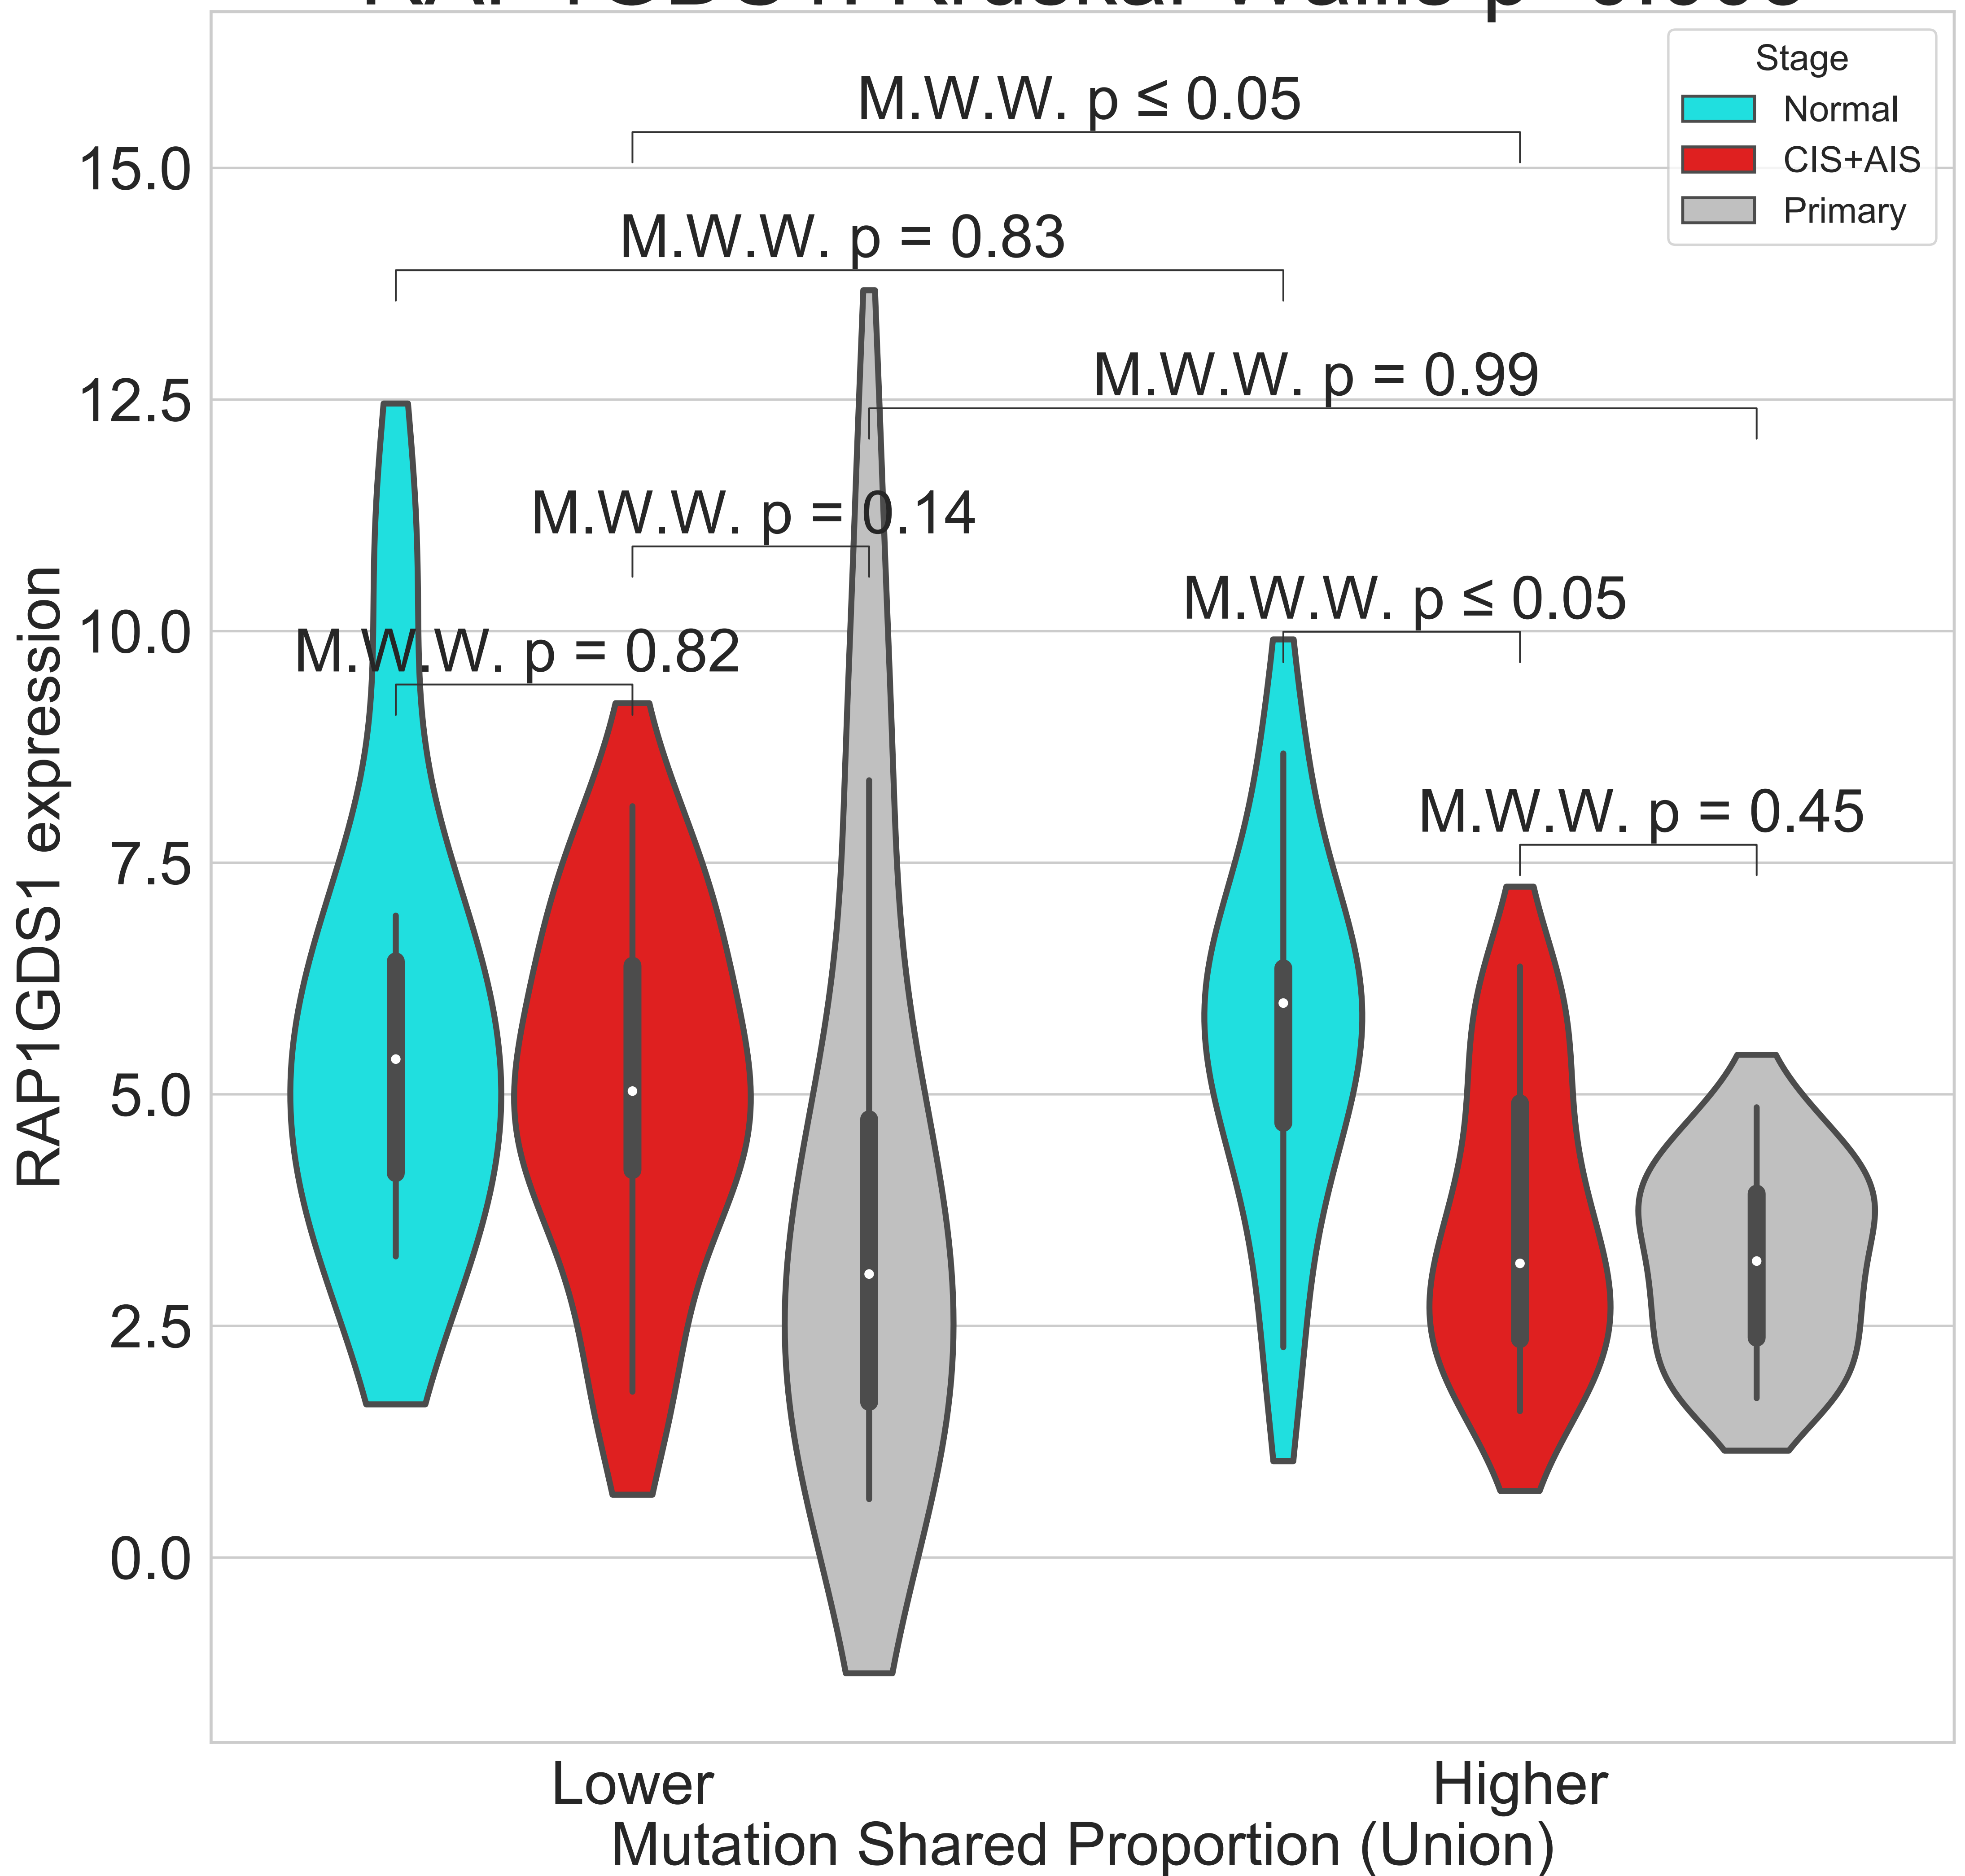 Stage
Normal
CIS+AIS
Primary
M.W.W. p ≤ 0.05
M.W.W. p = 0.83
M.W.W. p = 0.99
M.W.W. p = 0.14
M.W.W. p ≤ 0.05
M.W.W. p = 0.82
M.W.W. p = 0.45
15.0
12.5
10.0
7.5
5.0
2.5
0.0
RAP1GDS1 expression
Lower
Higher
Mutation Shared Proportion (Union)